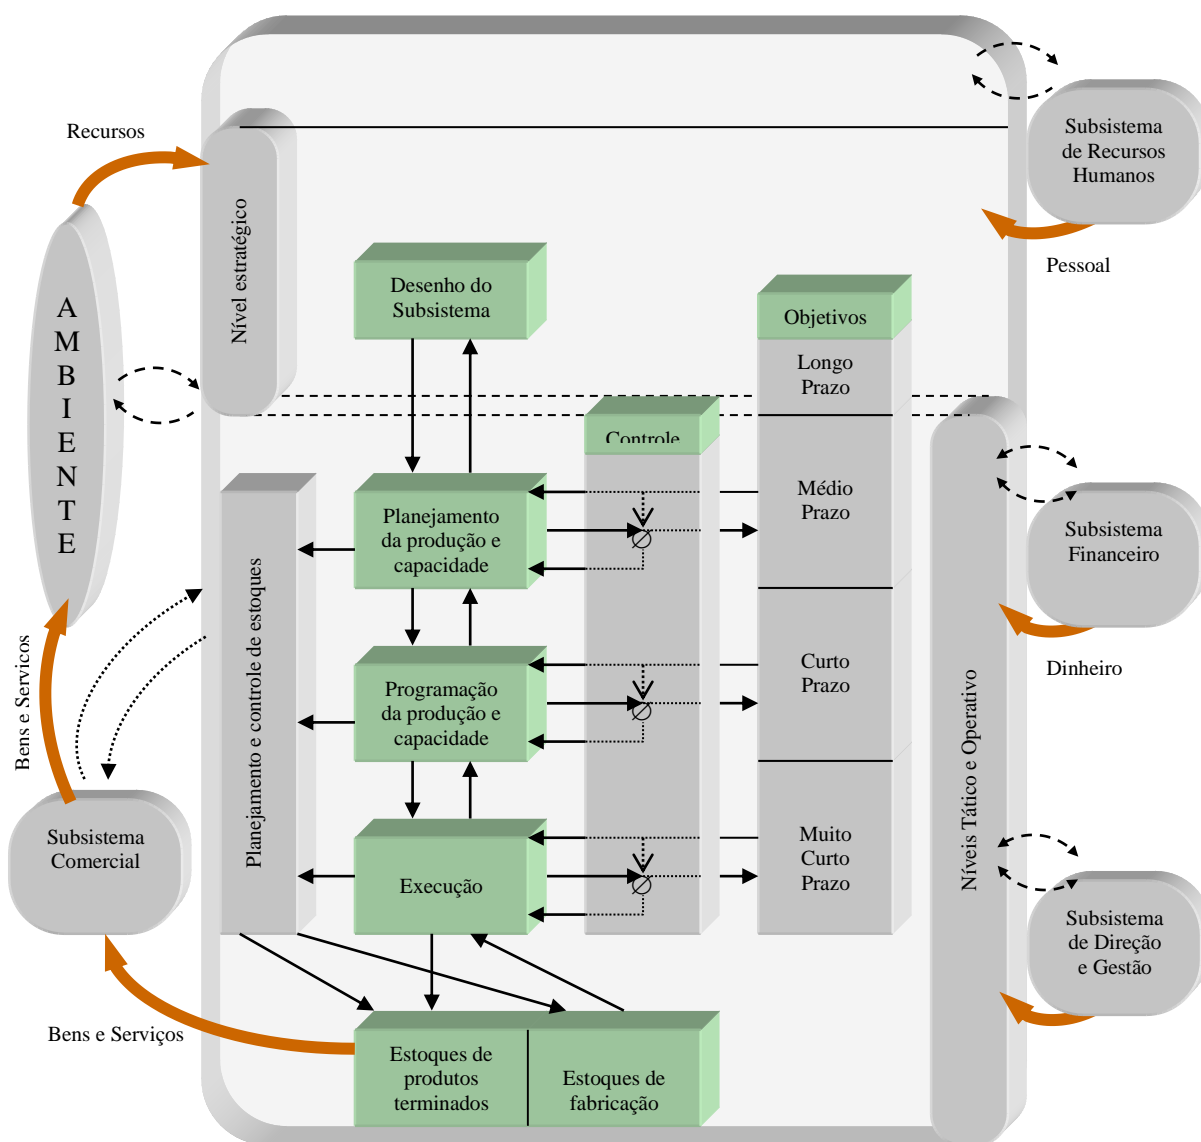 Recursos
Subsistema
de Recursos
Humanos
Pessoal
Nível estratégico
AMBIENTE
Desenho do
Subsistema
Objetivos
Longo
Prazo
Controle
Médio
Prazo
Planejamento
da produção e
capacidade
Subsistema
Financeiro
Dinheiro
Planejamento e controle de estoques
Bens e Servicos
Programação
da produção e
capacidade
Curto
Prazo
Níveis Tático e Operativo
Subsistema
Comercial
Execução
Muito
Curto
Prazo
Subsistema
de Direção
e Gestão
Bens e Serviços
Estoques de
produtos
terminados
Estoques de
fabricação